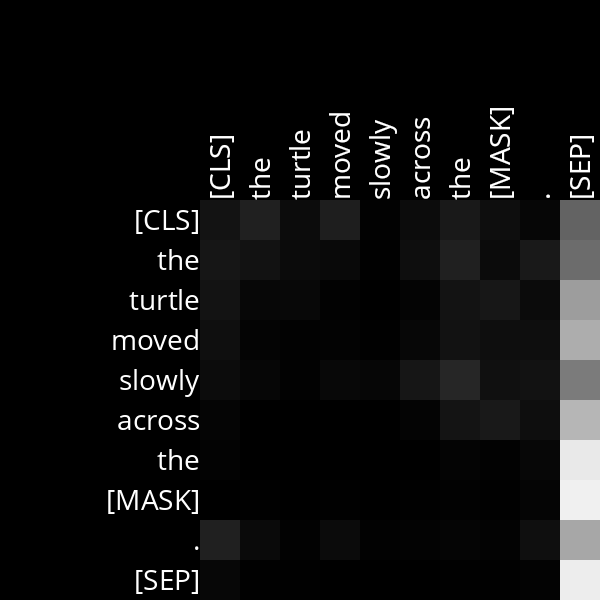 [CLS] the turtle moved slowly across the [MASK] . [SEP]
[CLS]
the
turtle
moved
slowly
across
the
[MASK]
.
[SEP]